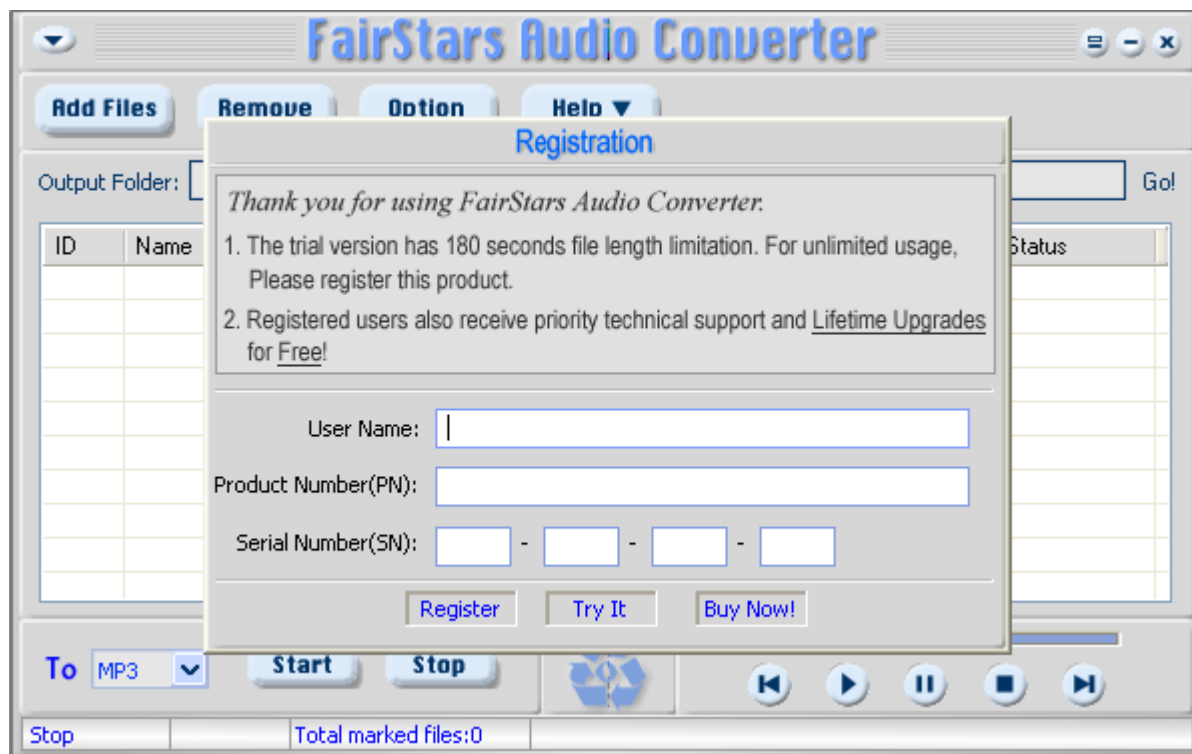 FairStars Audio Converter
Add Files Remove Option Help
Registration
Output Folder: Go!
Thank you for using FairStars Audio Converter.
ID Name Status
1. The trial version has 180 seconds file length limitation. For unlimited usage,
Please register this product.
2. Registered users also receive priority technical support and Lifetime Upgrades
for Free!
User Name:
Product Number(PN):
Serial Number(SN): - - -
Register Try It Buy Now!
To MP3 Start Stop
Stop Total marked files:0